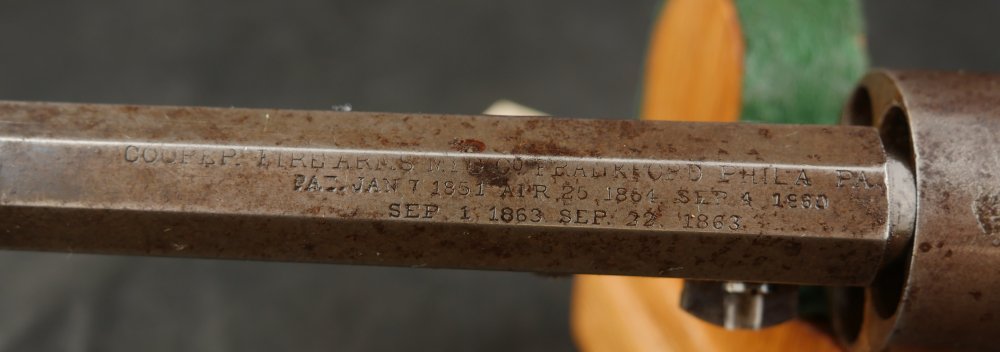 COOPER FIREARMS MFG. CO FRANKFORD PHILA PA.
PAT. JAN 7 1851 APR. 25 1854 SEP. 4 1860
SEP. 1 1863 SEP. 22. 1863